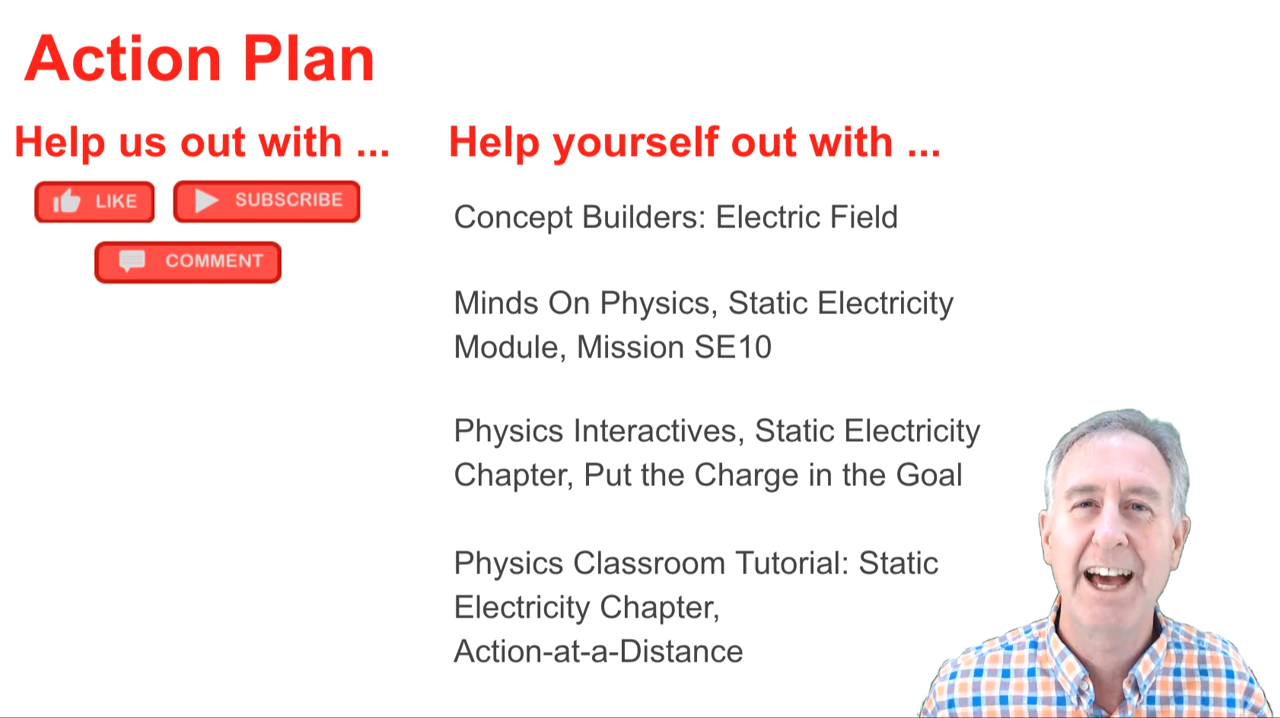 Action Plan
Help us out with ...
LIKE
SUBSCRIBE
COMMENT
Help yourself out with ...
Concept Builders: Electric Field
Minds On Physics, Static Electricity
Module, Mission SE10
Physics Interactives, Static Electricity
Chapter, Put the Charge in the Goal
Physics Classroom Tutorial: Static
Electricity Chapter,
Action-at-a-Distance